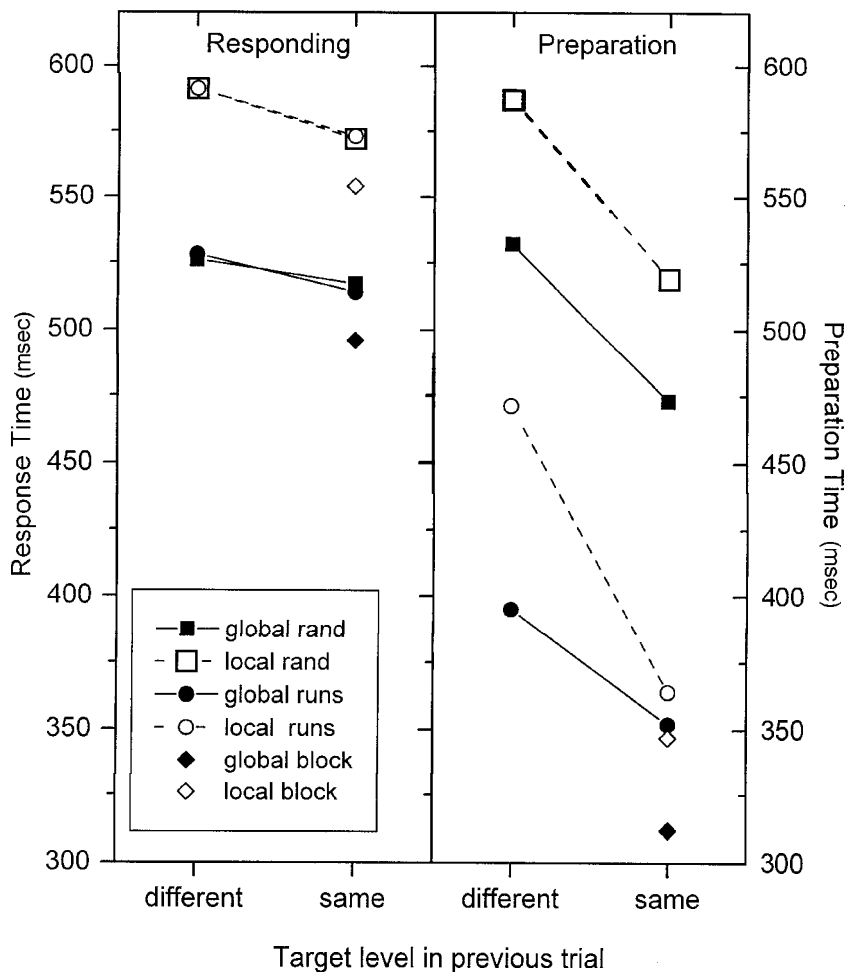 Responding
Preparation
600
550
500
450
400
350
300
Response Time (msec)
600
550
500
450
400
350
300
Preparation Time (msec)
global rand
local rand
global runs
local runs
global block
local block
different
same
different
same
Target level in previous trial